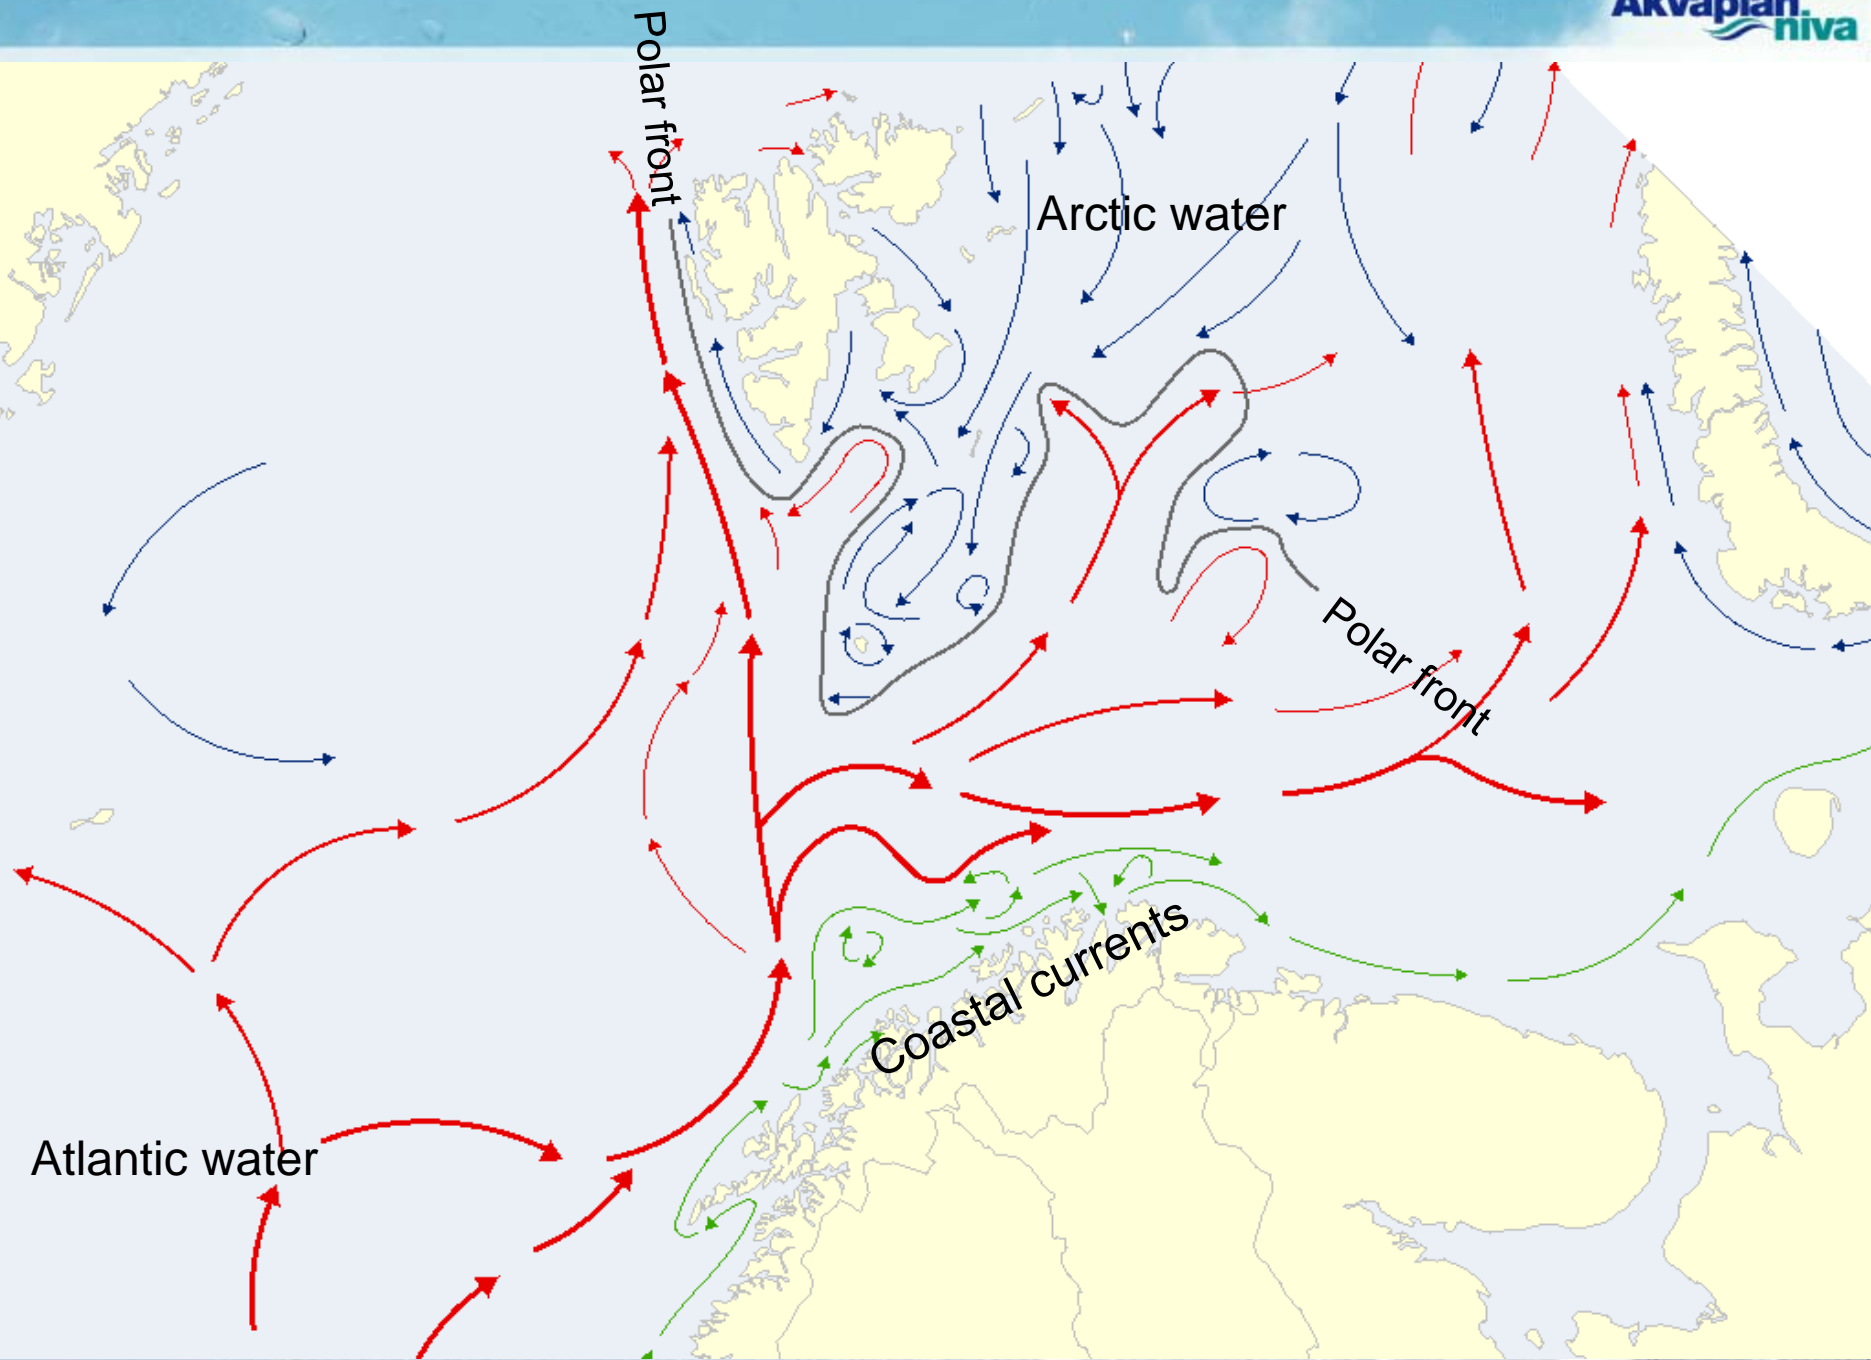 Akvaplan
niva
Polar front
Arctic water
Polar front
Coastal currents
Atlantic water